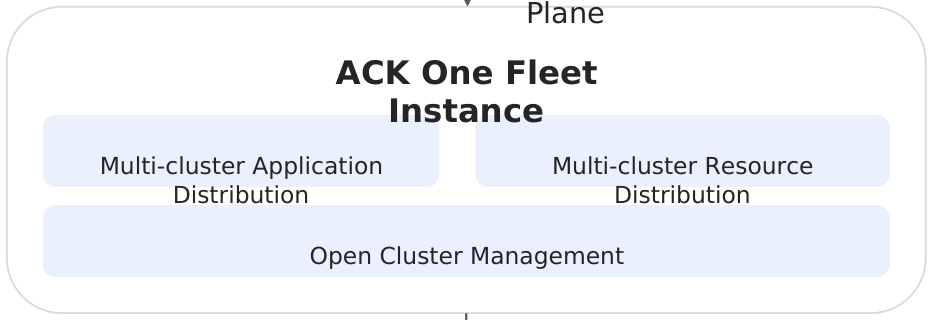 Plane
ACK One Fleet
Instance
Multi-cluster Application
Distribution
Multi-cluster Resource
Distribution
Open Cluster Management